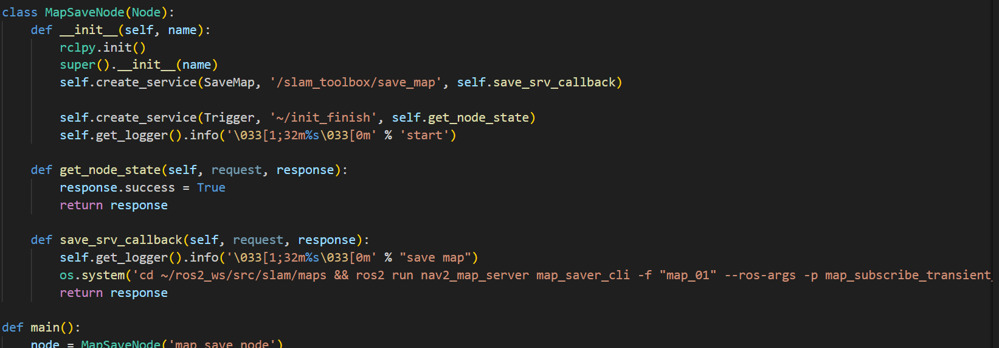 class MapSaveNode(Node):
    def __init__(self, name):
        rclpy.init()
        super().__init__(name)
        self.create_service(SaveMap, '/slam_toolbox/save_map', self.save_srv_callback)

        self.create_service(Trigger, '~/init_finish', self.get_node_state)
        self.get_logger().info('\033[1;32m%s\033[0m' % 'start')

    def get_node_state(self, request, response):
        response.success = True
        return response

    def save_srv_callback(self, request, response):
        self.get_logger().info('\033[1;32m%s\033[0m' % "save map")
        os.system('cd ~/ros2_ws/src/slam/maps && ros2 run nav2_map_server map_saver_cli -f "map_01" --ros-args -p map_subscribe_transient_
        return response

def main():
    node = MapSaveNode('map_save_node')